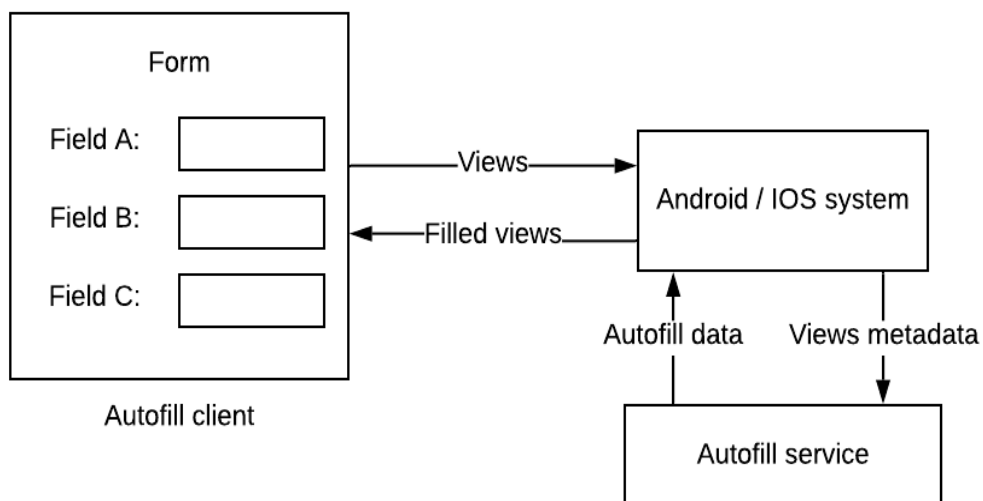 Form
Field A:
Field B:
Field C:
Autofill client
Views
Filled views
Android / IOS system
Autofill data
Views metadata
Autofill service